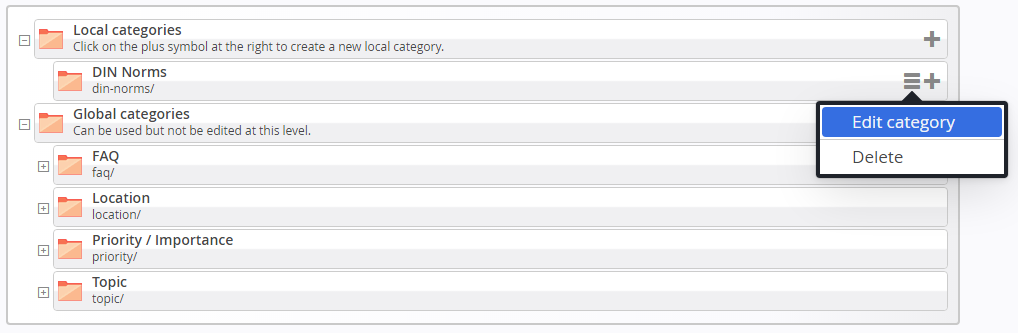 Local categories
Click on the plus symbol at the right to create a new local category.
DIN Norms
din-norms/
Global categories
Can be used but not be edited at this level.
Edit category
Delete
FAQ
faq/
Location
location/
Priority / Importance
priority/
Topic
topic/